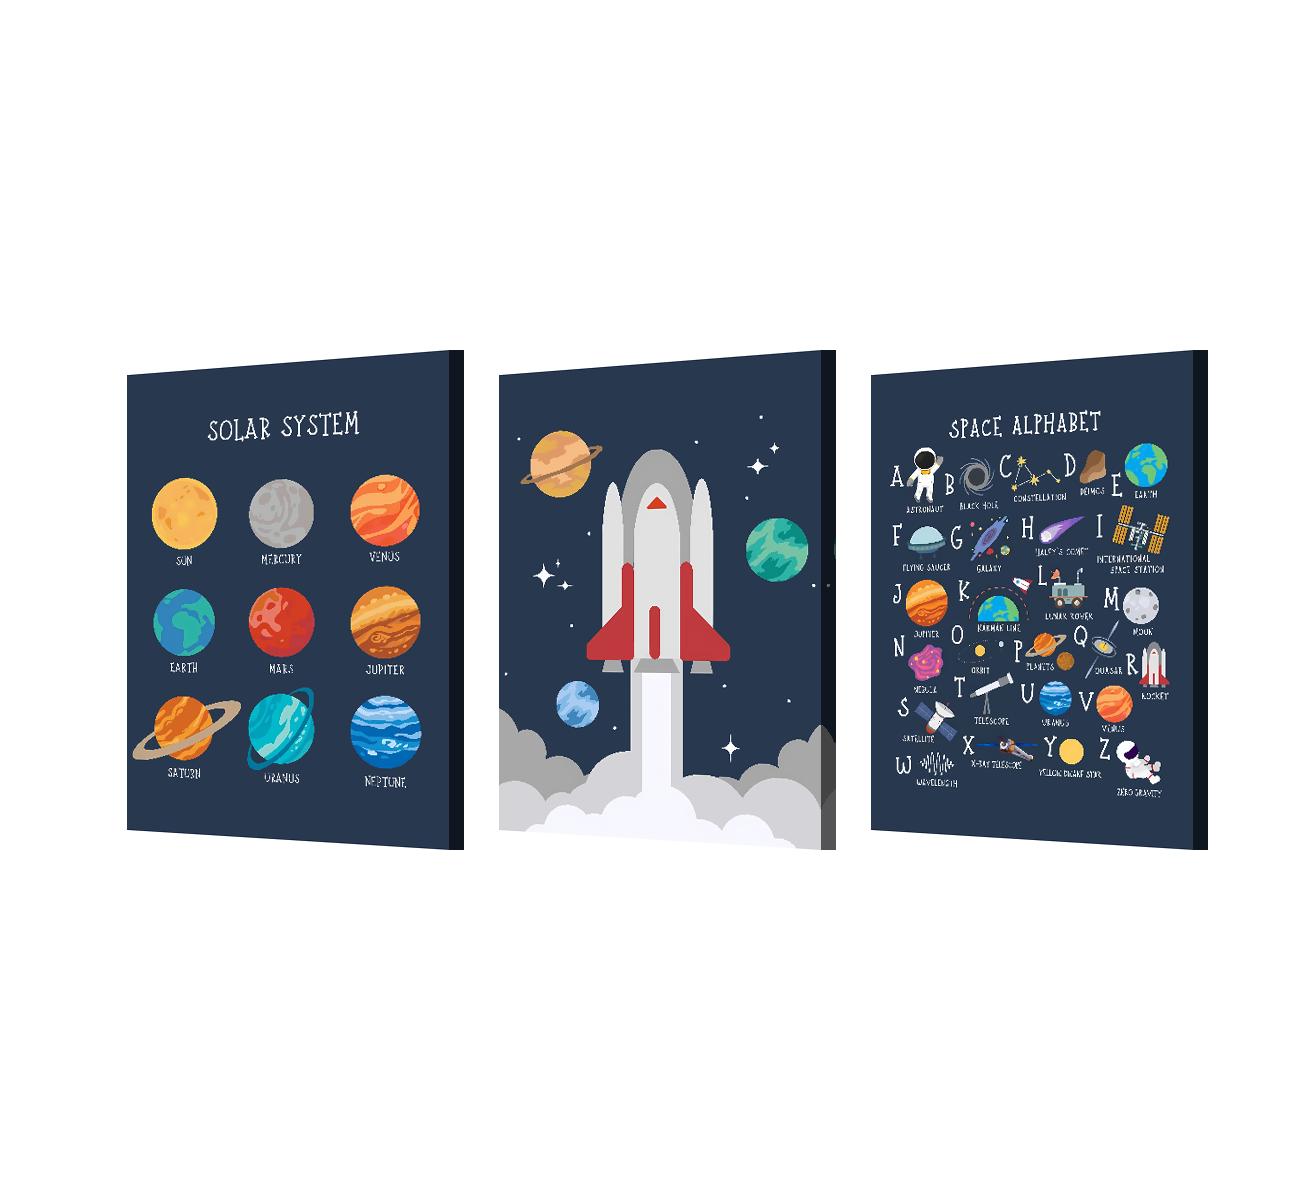 SOLAR SYSTEM
SUN
MERCURY
VENUS
EARTH
MARS
JUPITER
SATURN
URANUS
NEPTUNE
SPACE ALPHABET
A
ASTRONAUT
B
BLACK HOLE
C
CONSTELLATION
D
DEIMOS
E
EARTH
F
FLYING SAUCER
G
GALAXY
H
HALEY'S COMET
I
INTERNATIONAL
SPACE STATION
J
JUPITER
K
KARMAN LINE
L
LUNAR ROVER
M
MOON
N
NEBULA
O
ORBIT
P
PLANETS
Q
QUASAR
R
ROCKET
S
SATELLITE
T
TELESCOPE
U
URANUS
V
VENUS
W
WAVELENGTH
X
X-RAY TELESCOPE
Y
YELLOW DWARF STAR
Z
ZERO GRAVITY